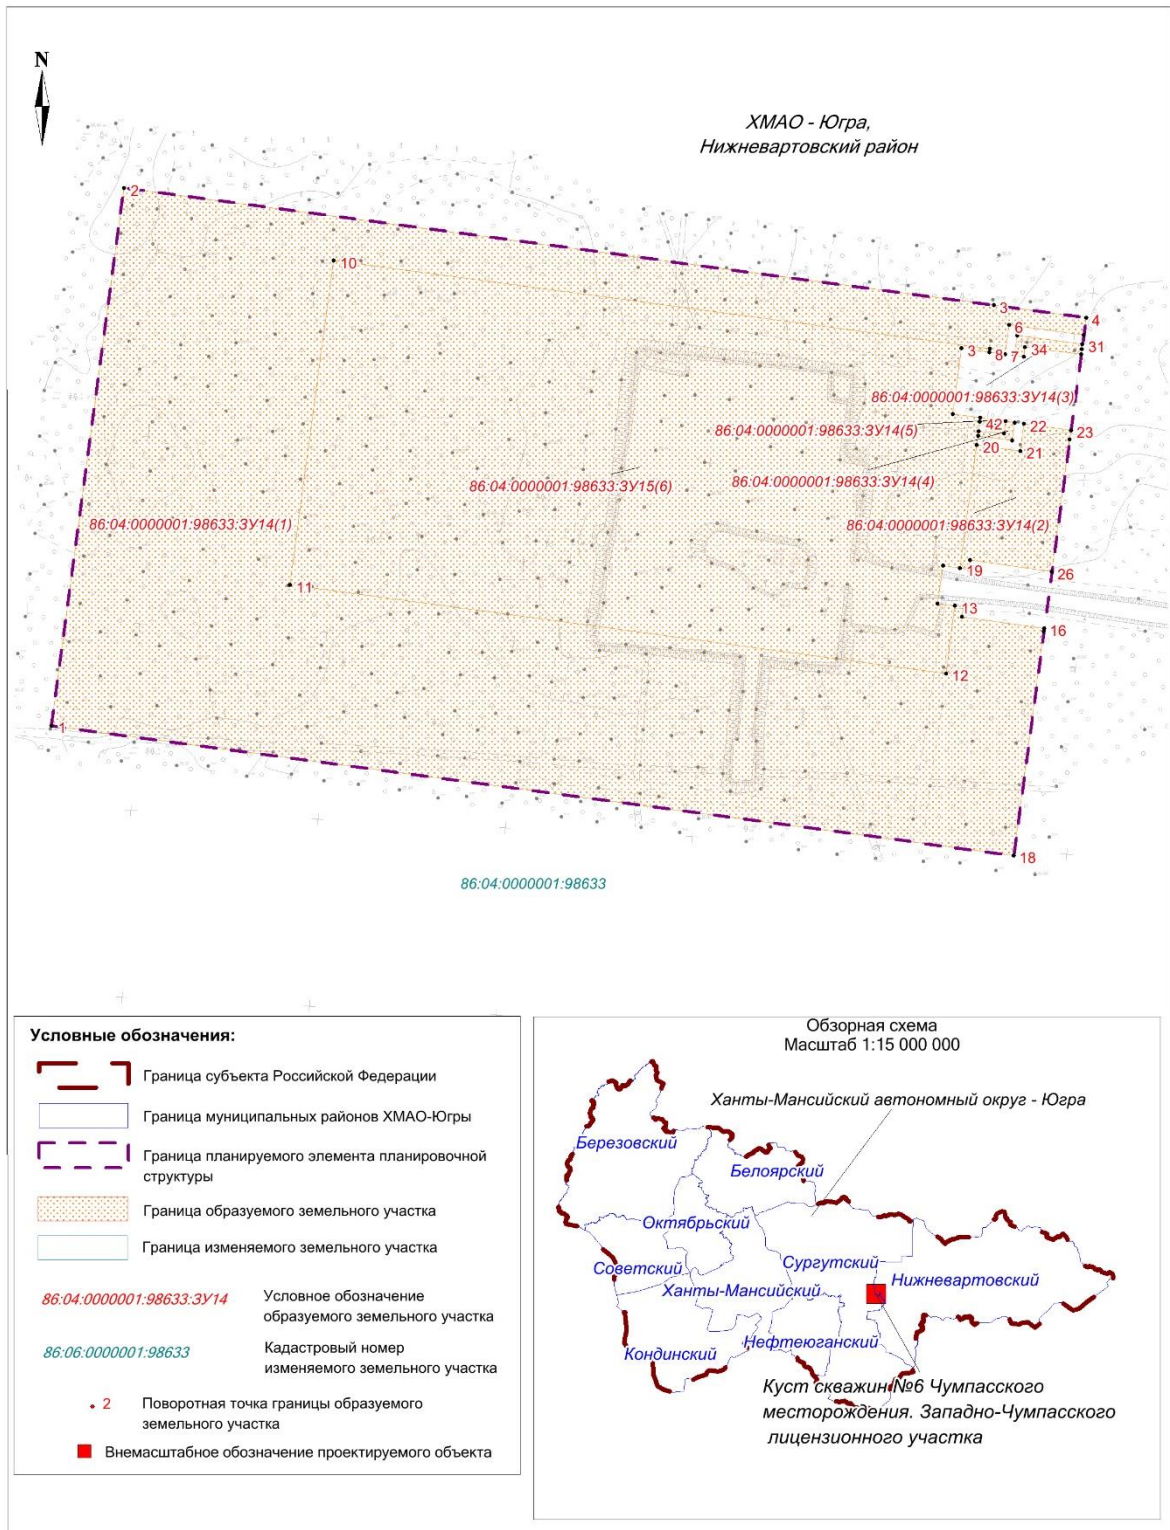 N
ХМАО - Югра,
Нижневартовский район
2
10
3
4
6
31
3
8
7
34
86:04:0000001:98633:ЗУ14(3)
42
22
86:04:0000001:98633:ЗУ14(5)
23
20
21
86:04:0000001:98633:ЗУ15(6)
86:04:0000001:98633:ЗУ14(4)
86:04:0000001:98633:ЗУ14(1)
86:04:0000001:98633:ЗУ14(2)
11
19
26
13
16
12
1
18
86:04:0000001:98633
Условные обозначения:
Граница субъекта Российской Федерации
Граница муниципальных районов ХМАО-Югры
Граница планируемого элемента планировочной
структуры
Граница образуемого земельного участка
Граница изменяемого земельного участка
86:04:0000001:98633:ЗУ14
Условное обозначение
образуемого земельного участка
86:06:0000001:98633
Кадастровый номер
изменяемого земельного участка
2
Поворотная точка границы образуемого
земельного участка
Внемасштабное обозначение проектируемого объекта
Обзорная схема
Масштаб 1:15 000 000
Ханты-Мансийский автономный округ - Югра
Березовский
Белоярский
Октябрьский
Советский
Сургутский
Нижневартовский
Ханты-Мансийский
Нефтеюганский
Кондинский
Куст скважин №6 Чумпасского
месторождения. Западно-Чумпасского
лицензионного участка